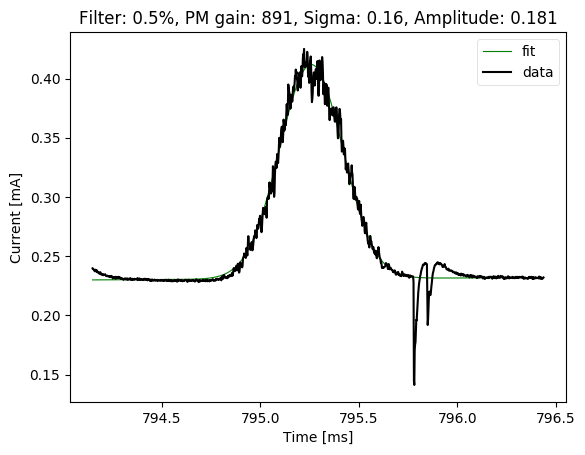 Filter: 0.5%, PM gain: 891, Sigma: 0.16, Amplitude: 0.181
fit
data
0.40
0.35
0.30
0.25
0.20
0.15
Current [mA]
794.5 795.0 795.5 796.0 796.5
Time [ms]